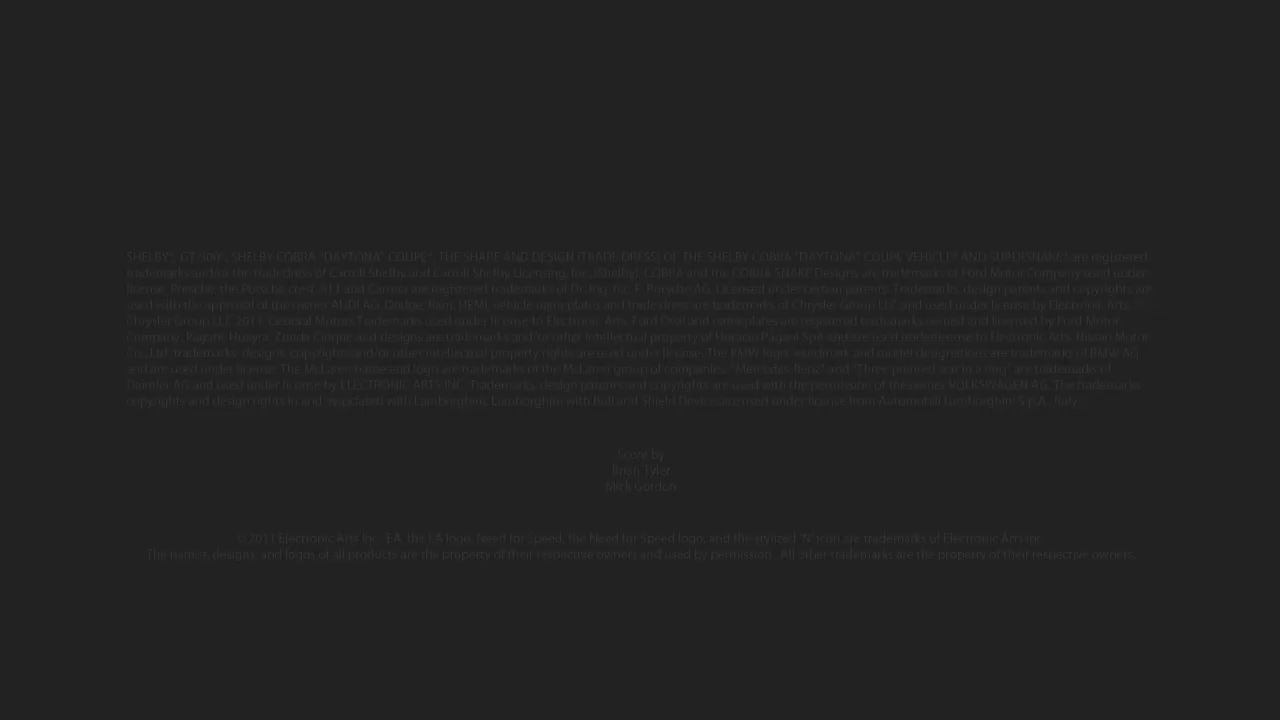 SHELBY®, GT 500®, SHELBY COBRA "DAYTONA" COUPE®, THE SHAPE AND DESIGN (TRADE DRESS) OF THE SHELBY COBRA "DAYTONA" COUPE VEHICLE® AND SUPERSNAKE® are registered
trademarks and/or the tradedress of Carroll Shelby and Carroll Shelby Licensing, Inc. (Shelby). COBRA and the COBRA SNAKE Designs are trademarks of Ford Motor Company used under
license. Porsche, the Porsche crest, 911 and Carrera are registered trademarks of Dr. Ing. h.c. F. Porsche AG. Licensed under certain patents. Trademarks, design patents and copyrights are
used with the approval of the owner AUDI AG. Dodge, Ram, HEMI, vehicle nameplates and tradedress are trademarks of Chrysler Group LLC and used under license by Electronic Arts.
Chrysler Group LLC 2011. General Motors Trademarks used under license to Electronic Arts. Ford Oval and nameplates are registered trademarks owned and licensed by Ford Motor
Company. Pagani, Huayra, Zonda Cinque and designs are trademarks and/or other intellectual property of Horacio Pagani SpA and are used under license to Electronic Arts. Nissan Motor
Co., Ltd. trademarks, designs, copyrights and/or other intellectual property rights are used under license. The BMW logo, wordmark and model designations are trademarks of BMW AG
and are used under license. The McLaren name and logo are trademarks of the McLaren group of companies. "Mercedes-Benz" and "Three pointed star in a ring" are trademarks of
Daimler AG and used under license by ELECTRONIC ARTS INC. Trademarks, design patents and copyrights are used with the permission of the owner VOLKSWAGEN AG. The trademarks
copyrights and design rights in and associated with Lamborghini, Lamborghini with Bull and Shield Device are used under license from Automobili Lamborghini S.p.A., Italy.
Score by
Brian Tyler
Mick Gordon
© 2011 Electronic Arts Inc. EA, the EA logo, Need for Speed, the Need for Speed logo, and the stylized 'N' icon are trademarks of Electronic Arts Inc.
The names, designs, and logos of all products are the property of their respective owners and used by permission. All other trademarks are the property of their respective owners.